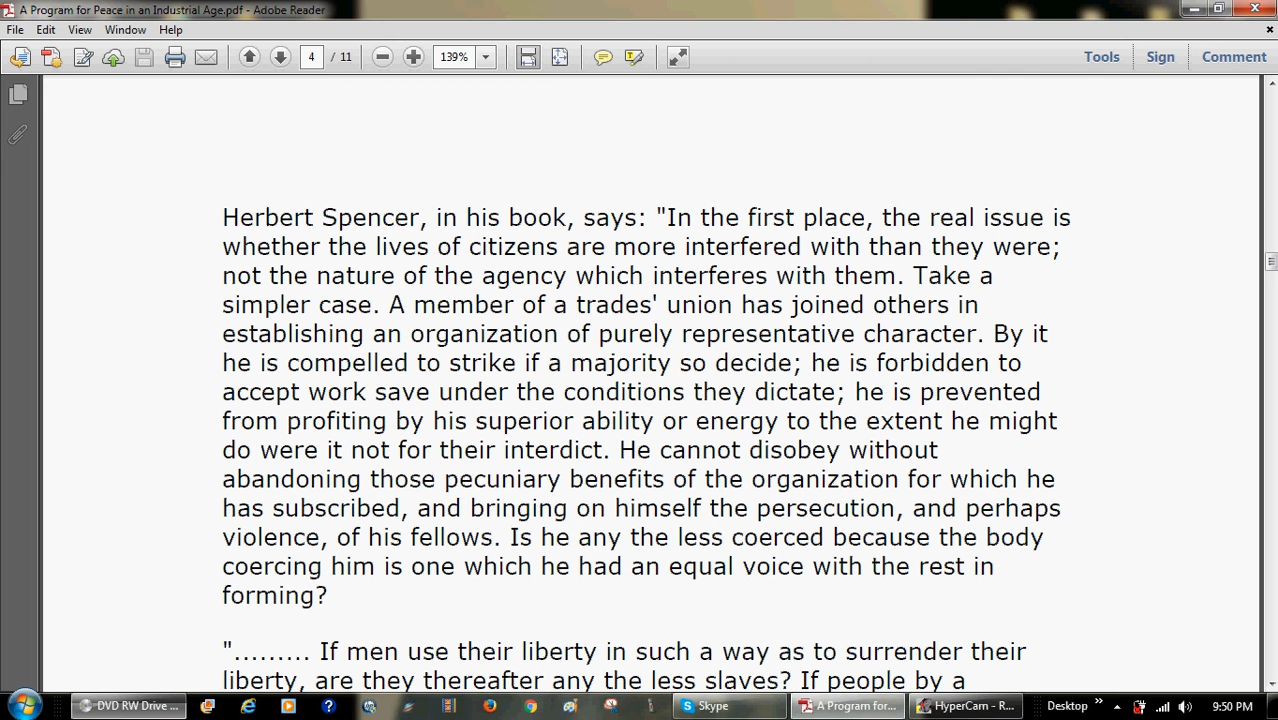 A Program for Peace in an Industrial Age.pdf - Adobe Reader
File Edit View Window Help
4 / 11 139% Tools Sign Comment
Herbert Spencer, in his book, says: "In the first place, the real issue is
whether the lives of citizens are more interfered with than they were;
not the nature of the agency which interferes with them. Take a
simpler case. A member of a trades' union has joined others in
establishing an organization of purely representative character. By it
he is compelled to strike if a majority so decide; he is forbidden to
accept work save under the conditions they dictate; he is prevented
from profiting by his superior ability or energy to the extent he might
do were it not for their interdict. He cannot disobey without
abandoning those pecuniary benefits of the organization for which he
has subscribed, and bringing on himself the persecution, and perhaps
violence, of his fellows. Is he any the less coerced because the body
coercing him is one which he had an equal voice with the rest in
forming?
"......... If men use their liberty in such a way as to surrender their
liberty, are they thereafter any the less slaves? If people by a
DVD RW Drive ... Skype A Program for... HyperCam - R... Desktop 9:50 PM